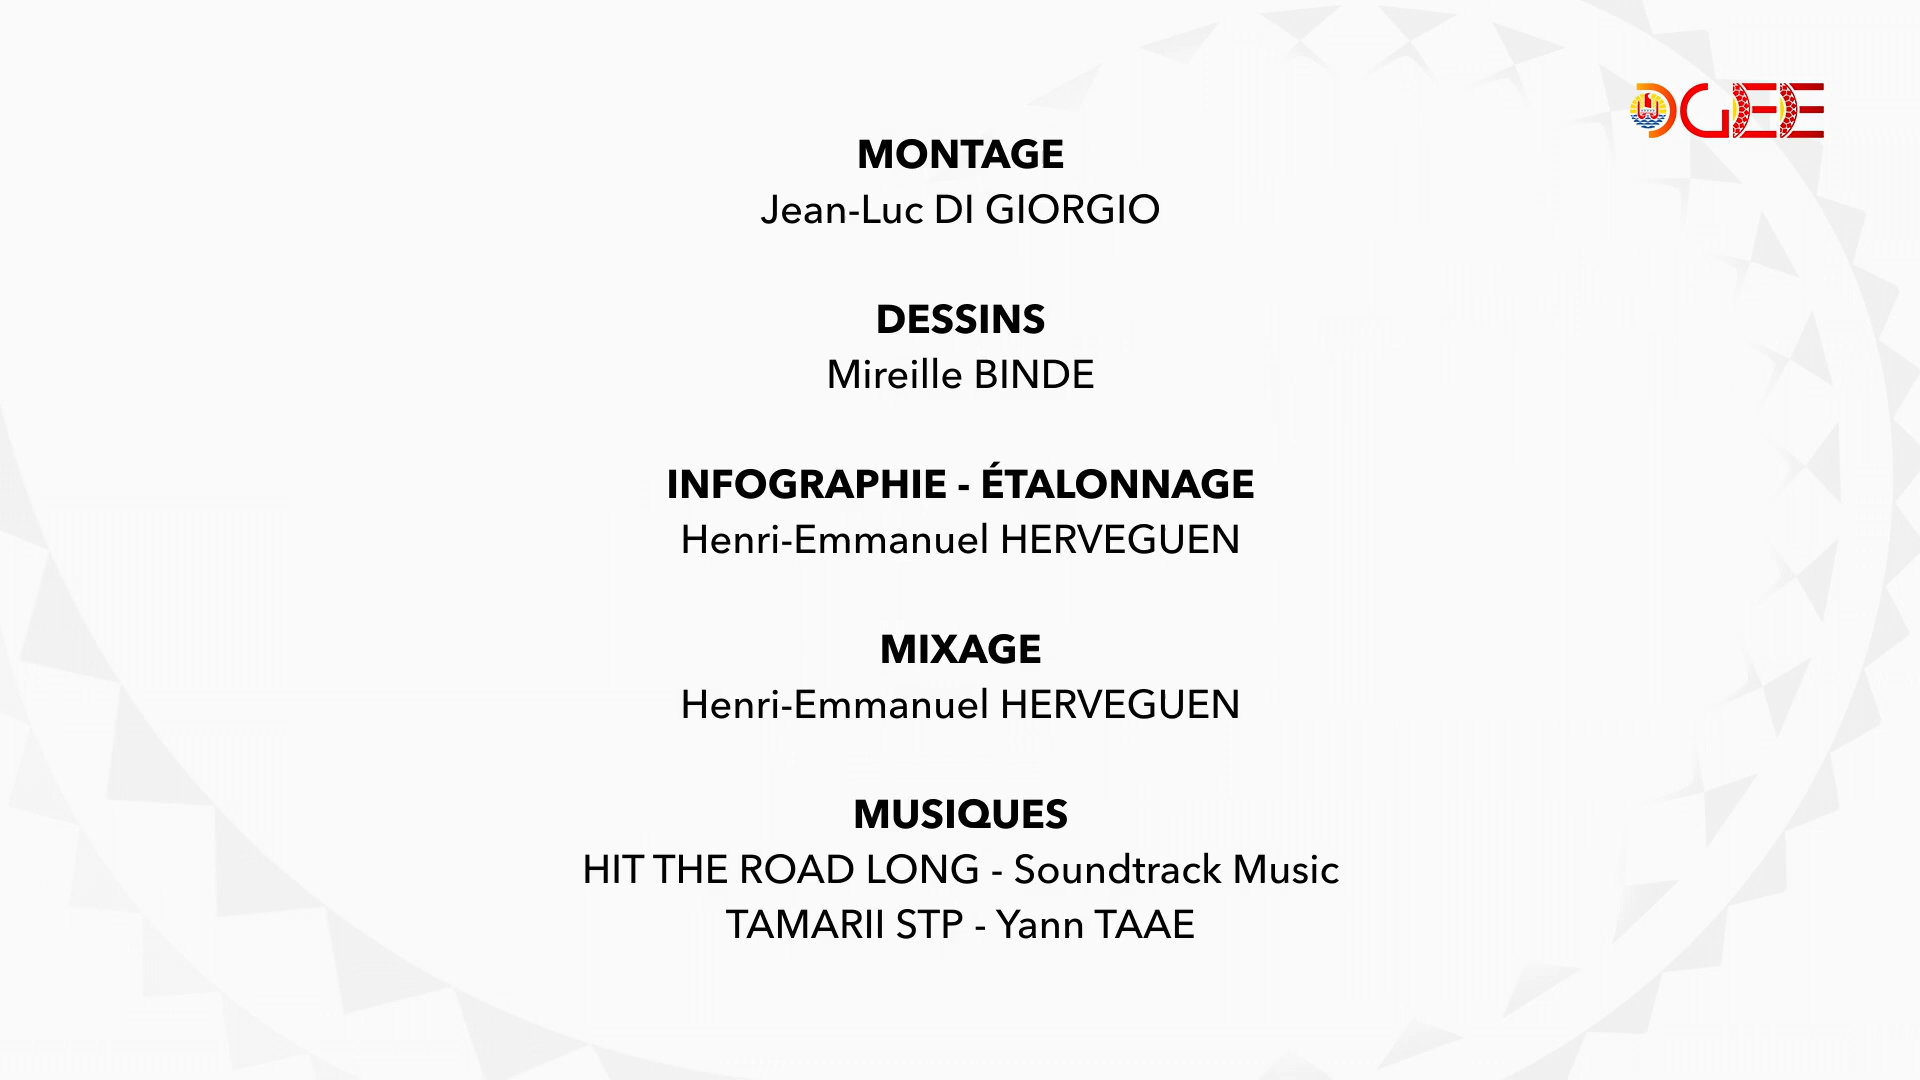 DGEE
MONTAGE
Jean-Luc DI GIORGIO
DESSINS
Mireille BINDE
INFOGRAPHIE - ÉTALONNAGE
Henri-Emmanuel HERVEGUEN
MIXAGE
Henri-Emmanuel HERVEGUEN
MUSIQUES
HIT THE ROAD LONG - Soundtrack Music
TAMARII STP - Yann TAAE